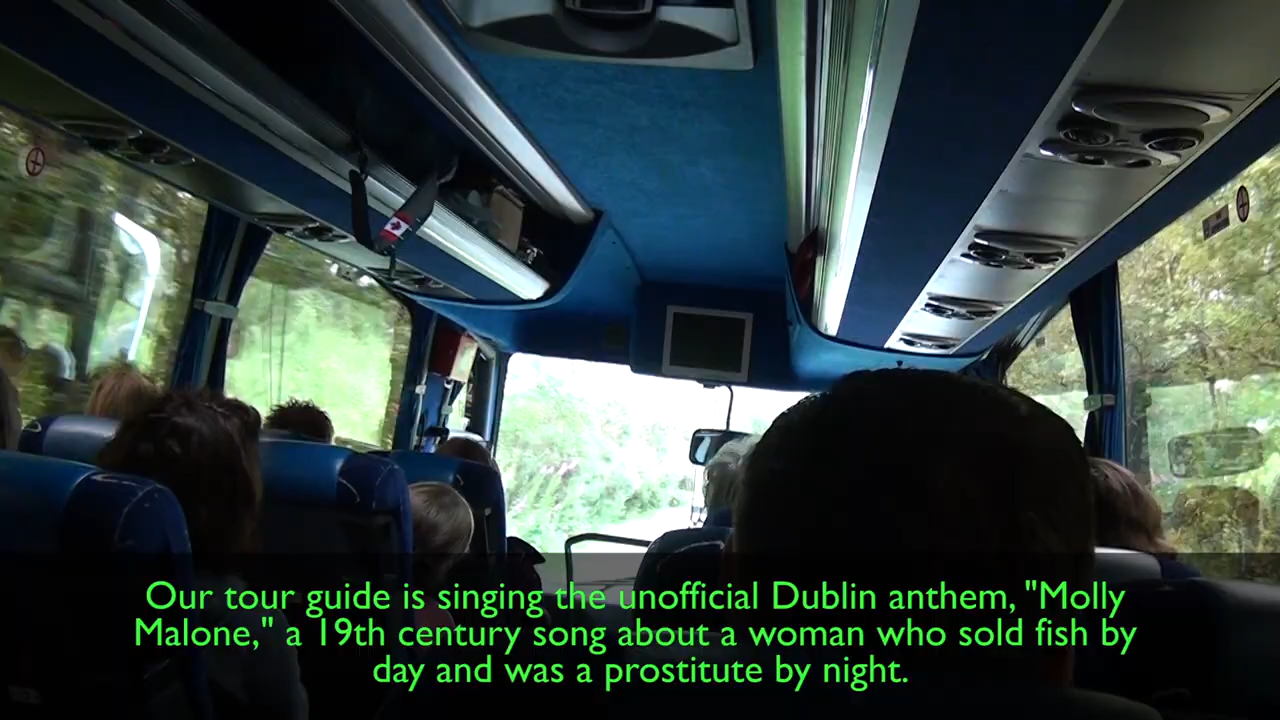 Our tour guide is singing the unofficial Dublin anthem, "Molly
Malone," a 19th century song about a woman who sold fish by
day and was a prostitute by night.